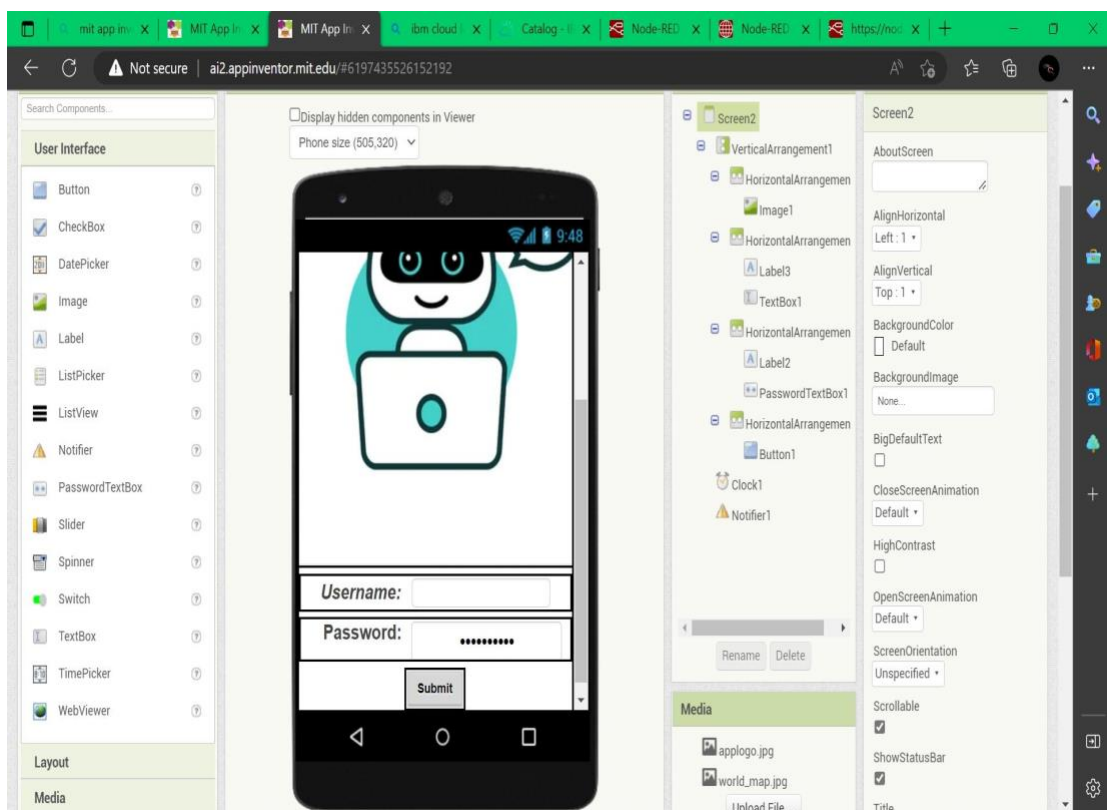 mit app inv
MIT App In
MIT App In
ibm cloud
Catalog - I
Node-RED
Node-RED
https://nod
Not secure
ai2.appinventor.mit.edu/#6197435526152192
Search Components...
User Interface
Button
CheckBox
DatePicker
Image
Label
ListPicker
ListView
Notifier
PasswordTextBox
Slider
Spinner
Switch
TextBox
TimePicker
WebViewer
Layout
Media
Display hidden components in Viewer
Phone size (505,320)
9:48
Username:
Password:
Submit
Screen2
VerticalArrangement1
HorizontalArrangemen
Image1
HorizontalArrangemen
Label3
TextBox1
HorizontalArrangemen
Label2
PasswordTextBox1
HorizontalArrangemen
Button1
Clock1
Notifier1
Rename
Delete
Media
applogo.jpg
world_map.jpg
Upload File
Screen2
AboutScreen
AlignHorizontal
Left : 1
AlignVertical
Top : 1
BackgroundColor
Default
BackgroundImage
None...
BigDefaultText
CloseScreenAnimation
Default
HighContrast
OpenScreenAnimation
Default
ScreenOrientation
Unspecified
Scrollable
ShowStatusBar
Title